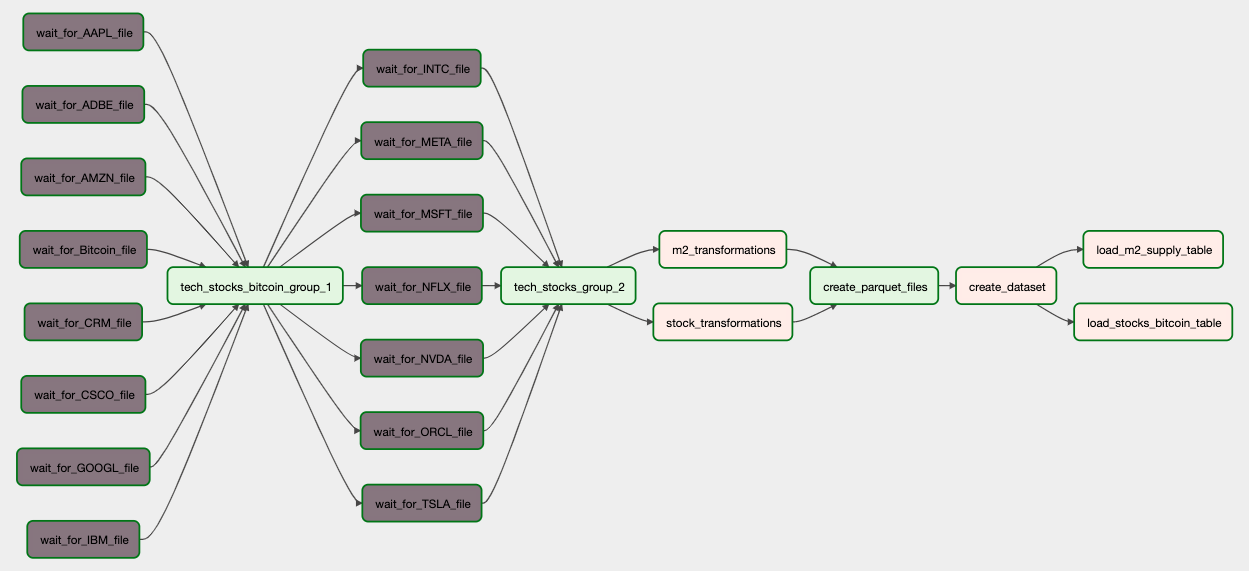 wait_for_AAPL_file
wait_for_ADBE_file
wait_for_AMZN_file
wait_for_Bitcoin_file
wait_for_CRM_file
wait_for_CSCO_file
wait_for_GOOGL_file
wait_for_IBM_file
tech_stocks_bitcoin_group_1
wait_for_INTC_file
wait_for_META_file
wait_for_MSFT_file
wait_for_NFLX_file
wait_for_NVDA_file
wait_for_ORCL_file
wait_for_TSLA_file
tech_stocks_group_2
m2_transformations
stock_transformations
create_parquet_files
create_dataset
load_m2_supply_table
load_stocks_bitcoin_table